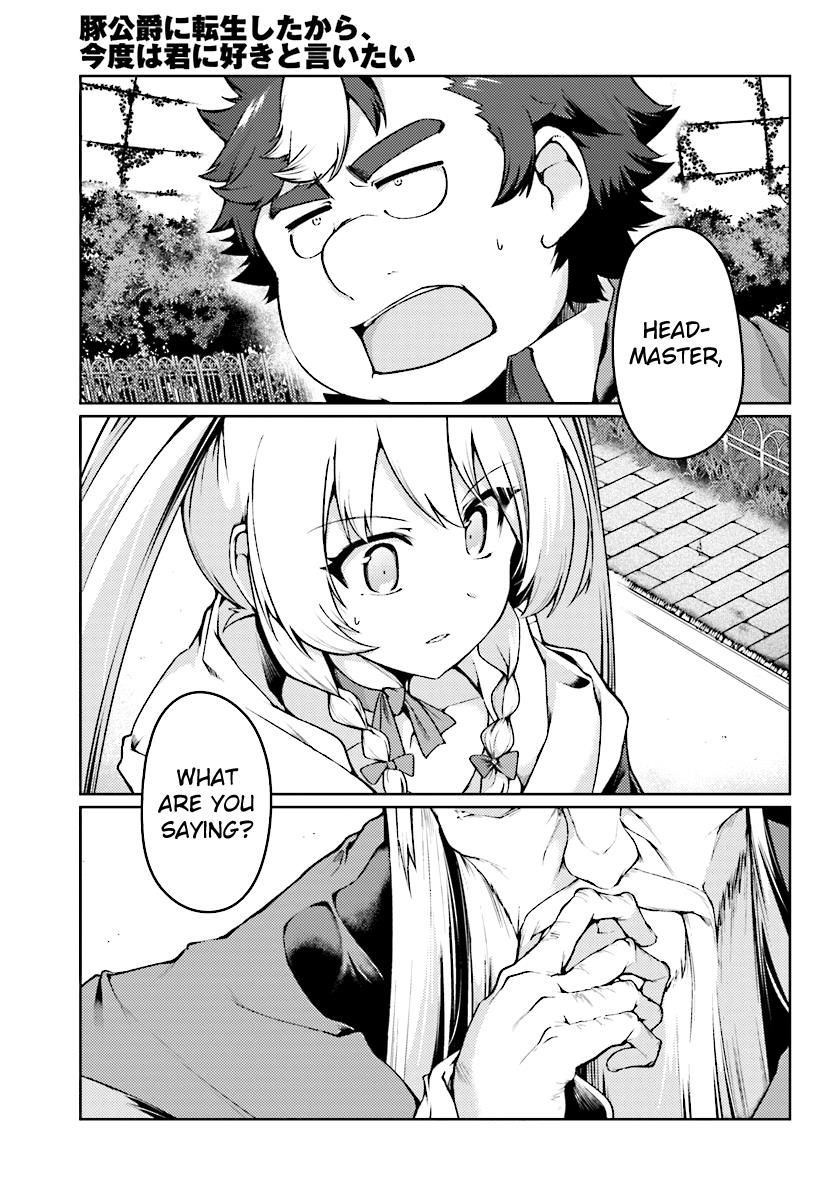 豚公爵に転生したから、
今度は君に好きと言いたい
HEAD-
MASTER,
WHAT
ARE YOU
SAYING?